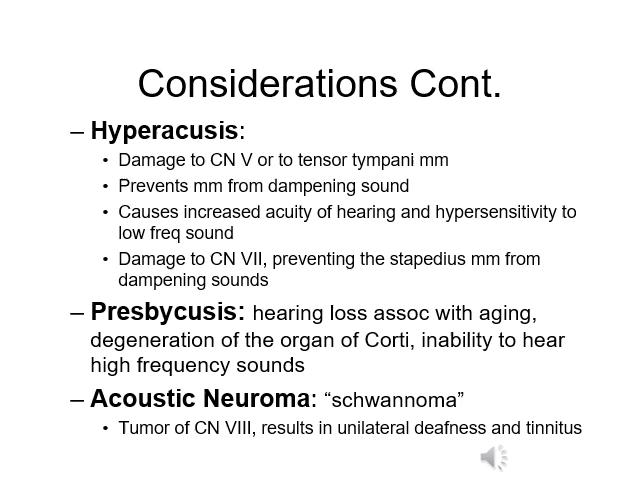 Considerations Cont.
– Hyperacusis:
• Damage to CN V or to tensor tympani mm
• Prevents mm from dampening sound
• Causes increased acuity of hearing and hypersensitivity to
low freq sound
• Damage to CN VII, preventing the stapedius mm from
dampening sounds
– Presbycusis: hearing loss assoc with aging,
degeneration of the organ of Corti, inability to hear
high frequency sounds
– Acoustic Neuroma: “schwannoma”
• Tumor of CN VIII, results in unilateral deafness and tinnitus